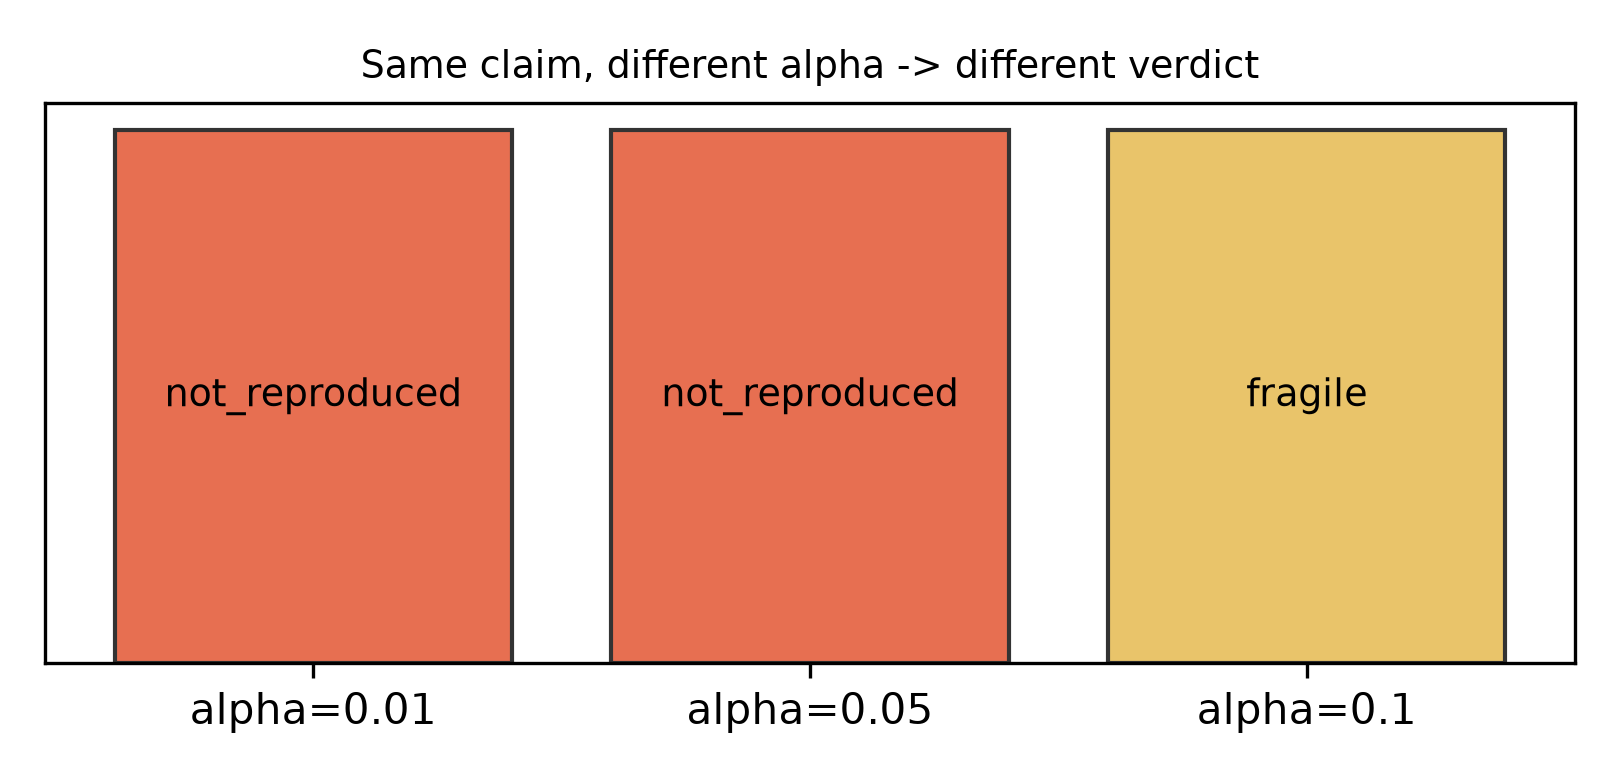 Same claim, different alpha -> different verdict
not_reproduced
not_reproduced
fragile
alpha=0.01
alpha=0.05
alpha=0.1